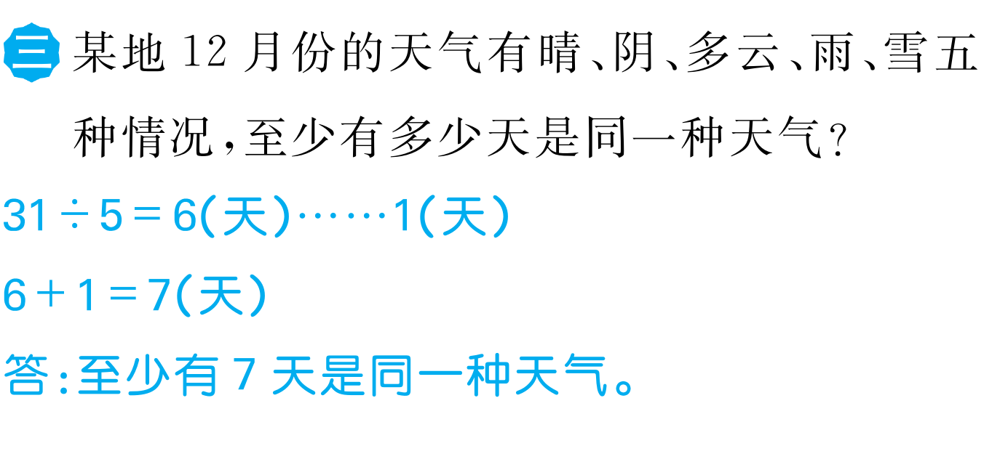 三 某地 12 月份的天气有晴、阴、多云、雨、雪五
种情况,至少有多少天是同一种天气?
31÷5=6(天)……1(天)
6+1=7(天)
答:至少有 7 天是同一种天气。